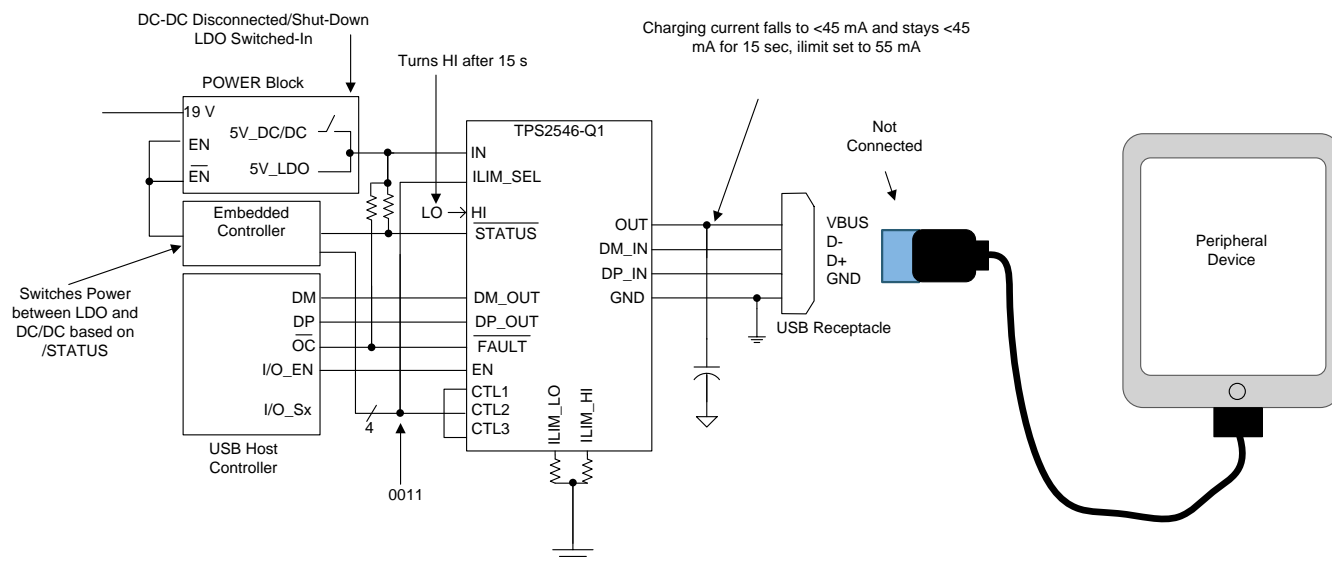 DC-DC Disconnected/Shut-Down
LDO Switched-In
Charging current falls to <45 mA and stays <45
mA for 15 sec, ilimit set to 55 mA
Turns HI after 15 s
POWER Block
19 V
5V_DC/DC
EN
EN
5V_LDO
TPS2546-Q1
IN
ILIM_SEL
LO
HI
STATUS
Embedded
Controller
Switches Power
between LDO and
DC/DC based on
/STATUS
DM
DP
OC
I/O_EN
I/O_Sx
USB Host
Controller
4
0011
DM_OUT
DP_OUT
FAULT
EN
CTL1
CTL2
CTL3
ILIM_LO
ILIM_HI
OUT
DM_IN
DP_IN
GND
VBUS
D-
D+
GND
USB Receptacle
Not
Connected
Peripheral
Device